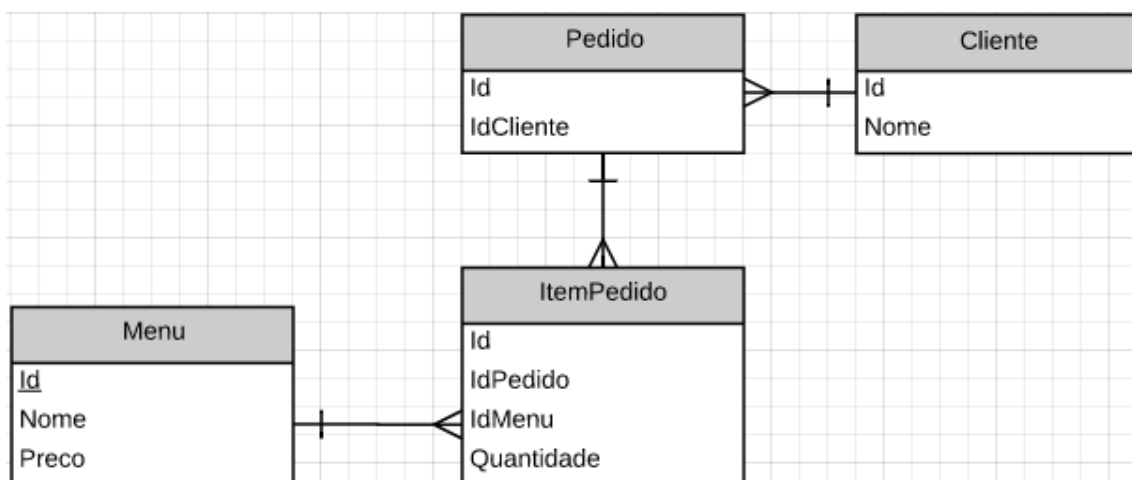 Pedido
Id
IdCliente
Cliente
Id
Nome
ItemPedido
Id
IdPedido
IdMenu
Quantidade
Menu
Id
Nome
Preco